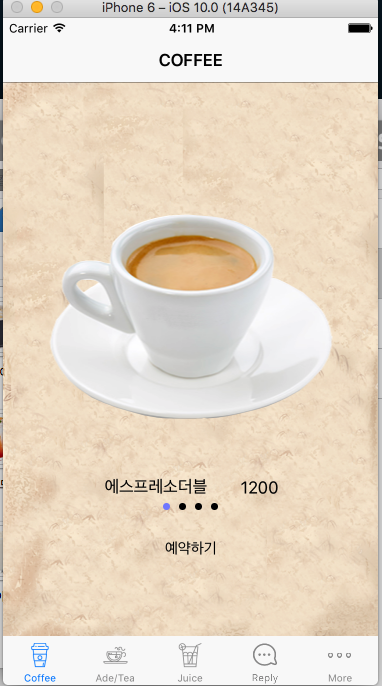 iPhone 6 – iOS 10.0 (14A345)
Carrier 4:11 PM
COFFEE
에스프레소더블 1200
예약하기
Coffee Ade/Tea Juice Reply More